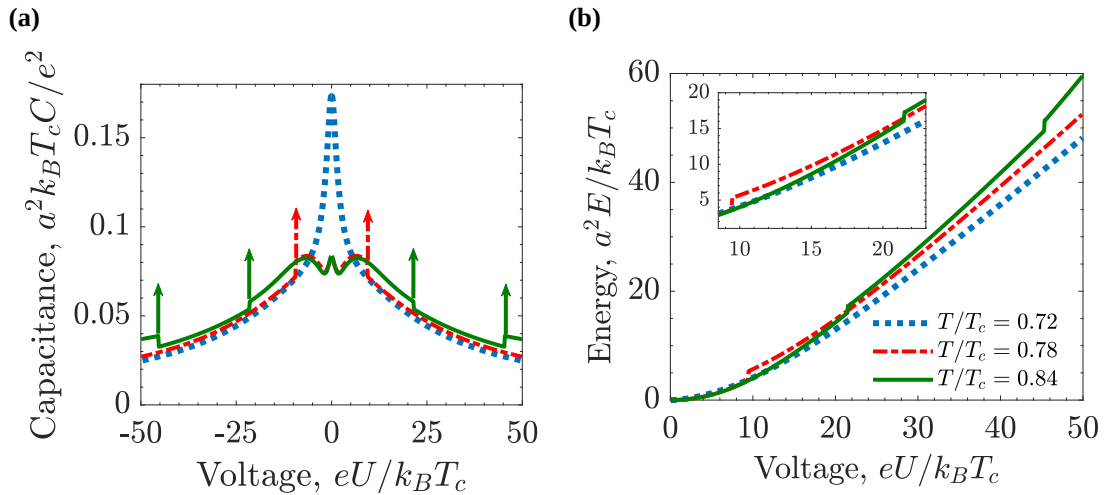 (a)
Capacitance, a²k_BT_cC/e²
0.15
0.1
0.05
0
-50
-25
0
25
50
Voltage, eU/k_BT_c
(b)
Energy, a²E/k_BT_c
60
40
20
0
20
15
10
5
10
15
20
T/T_c = 0.72
T/T_c = 0.78
T/T_c = 0.84
0
10
20
30
40
50
Voltage, eU/k_BT_c